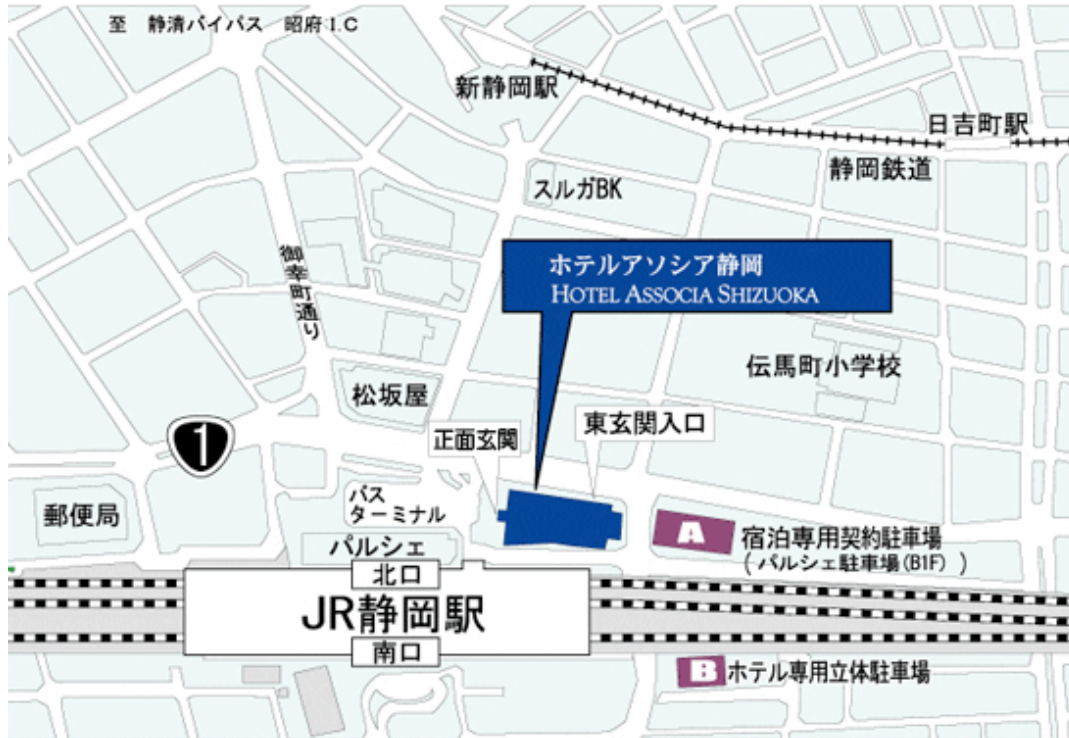 至 静清バイパス 昭府 I.C
新静岡駅
日吉町駅
静岡鉄道
スルガBK
御幸町通り
ホテルアソシア静岡
HOTEL ASSOCIA SHIZUOKA
伝馬町小学校
松坂屋
東玄関入口
正面玄関
1
郵便局
バス
ターミナル
パルシェ
A
宿泊専用契約駐車場
(パルシェ駐車場(B1F))
北口
JR静岡駅
南口
B
ホテル専用立体駐車場